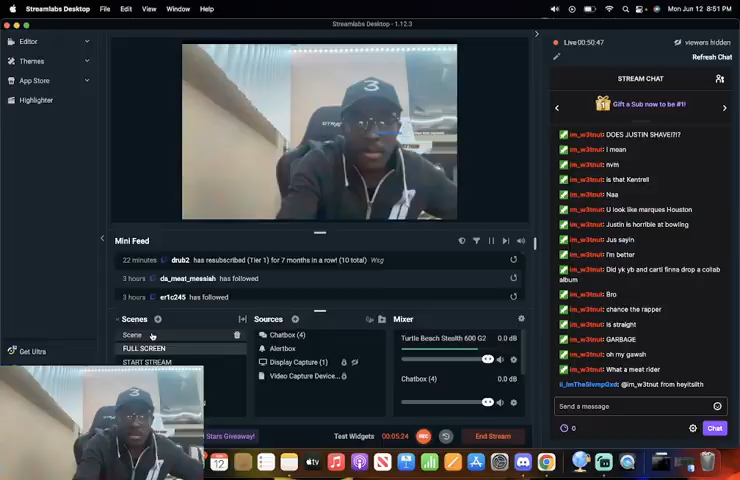 Streamlabs Desktop File Edit View Window Help
Mon Jun 12 8:51 PM
Streamlabs Desktop - 1.12.3
Editor
Themes
App Store
Highlighter
Get Ultra
3
Mini Feed
22 minutes drub2 has resubscribed (Tier 1) for 7 months in a row! (10 total) Wsg
3 hours da_meat_messiah has followed
3 hours er1c245 has followed
Scenes
Scene
FULL SCREEN
START STREAM
Sources
Chatbox (4)
Alertbox
Display Capture (1)
Video Capture Device...
Mixer
Turtle Beach Stealth 600 G2 0.0 dB
Chatbox (4) 0.0 dB
Stars Giveaway!
Test Widgets 00:05:24 REC End Stream
Live 00:50:47 viewers hidden
Refresh Chat
STREAM CHAT
Gift a Sub now to be #1!
im_w3tnut: DOES JUSTIN SHAVE!?!?
im_w3tnut: I mean
im_w3tnut: nvm
im_w3tnut: is that Kentrell
im_w3tnut: Naa
im_w3tnut: U look like marques Houston
im_w3tnut: Justin is horrible at bowling
im_w3tnut: Jus sayin
im_w3tnut: I'm better
im_w3tnut: Did yk yb and carti finna drop a collab
album
im_w3tnut: Bro
im_w3tnut: chance the rapper
im_w3tnut: Is straight
im_w3tnut: GARBAGE
im_w3tnut: oh my gawah
im_w3tnut: What a meat rider
@im_w3tnut from heyitslith
Send a message
0 Chat
12
tv
3